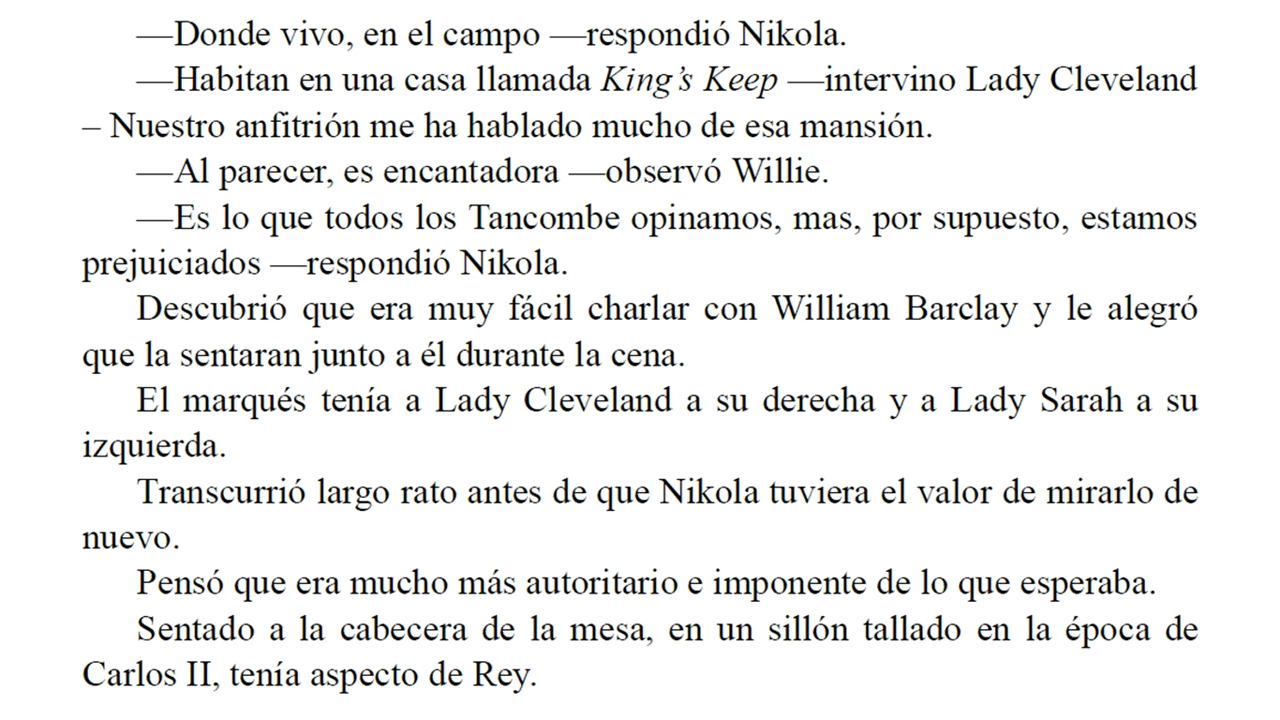 —Donde vivo, en el campo —respondió Nikola.
—Habitan en una casa llamada King’s Keep —intervino Lady Cleveland
– Nuestro anfitrión me ha hablado mucho de esa mansión.
—Al parecer, es encantadora —observó Willie.
—Es lo que todos los Tancombe opinamos, mas, por supuesto, estamos
prejuiciados —respondió Nikola.
Descubrió que era muy fácil charlar con William Barclay y le alegró
que la sentaran junto a él durante la cena.
El marqués tenía a Lady Cleveland a su derecha y a Lady Sarah a su
izquierda.
Transcurrió largo rato antes de que Nikola tuviera el valor de mirarlo de
nuevo.
Pensó que era mucho más autoritario e imponente de lo que esperaba.
Sentado a la cabecera de la mesa, en un sillón tallado en la época de
Carlos II, tenía aspecto de Rey.